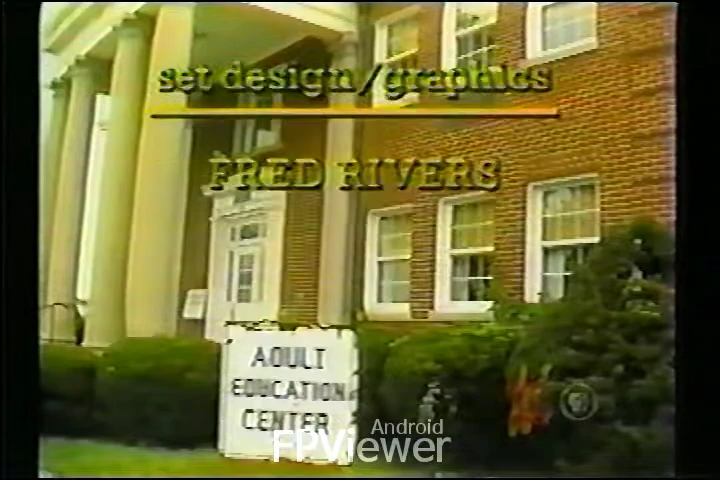 set design/graphics
FRED RIVERS
ADULT
EDUCATION
CENTER
Android
FPViewer